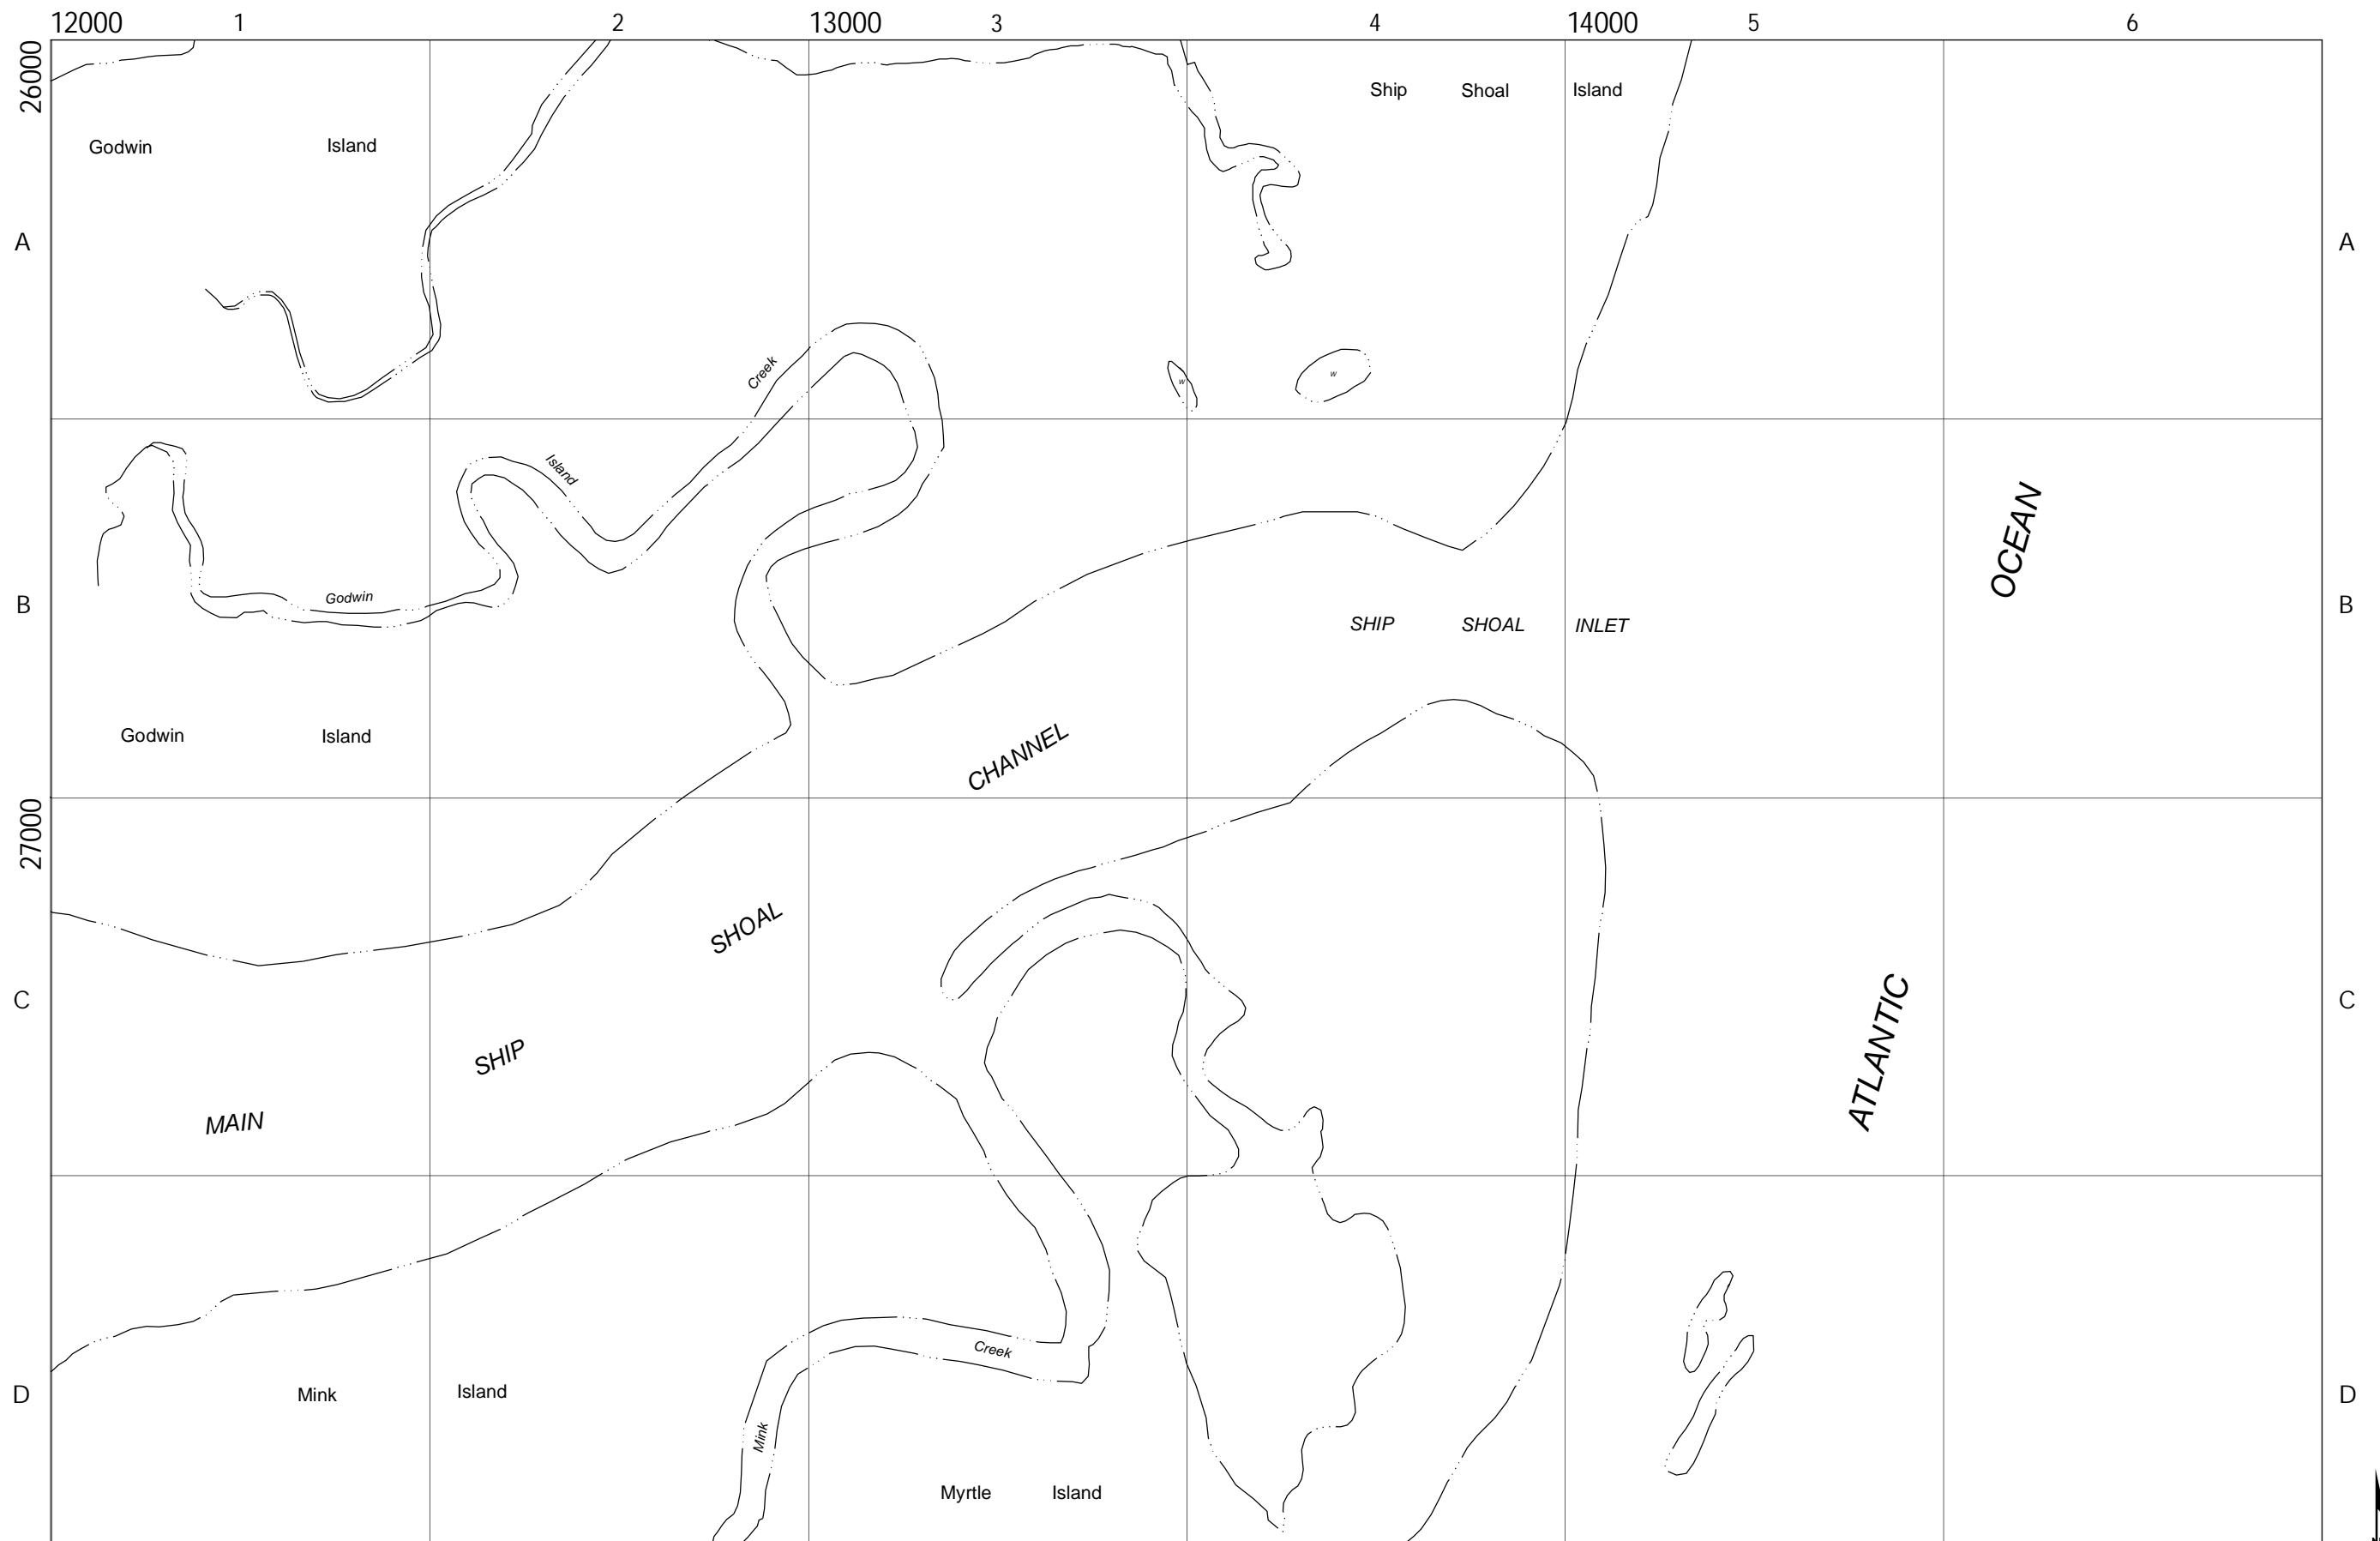 12000 1 2 13000 3 4 14000 5 6
26000
Ship Shoal Island
Godwin Island
A A
Creek
w w
Island
OCEAN
Godwin
B B
SHIP SHOAL INLET
Godwin Island
CHANNEL
27000
SHOAL
C C
SHIP
ATLANTIC
MAIN
Creek
D Mink Island D
Mink
Myrtle Island